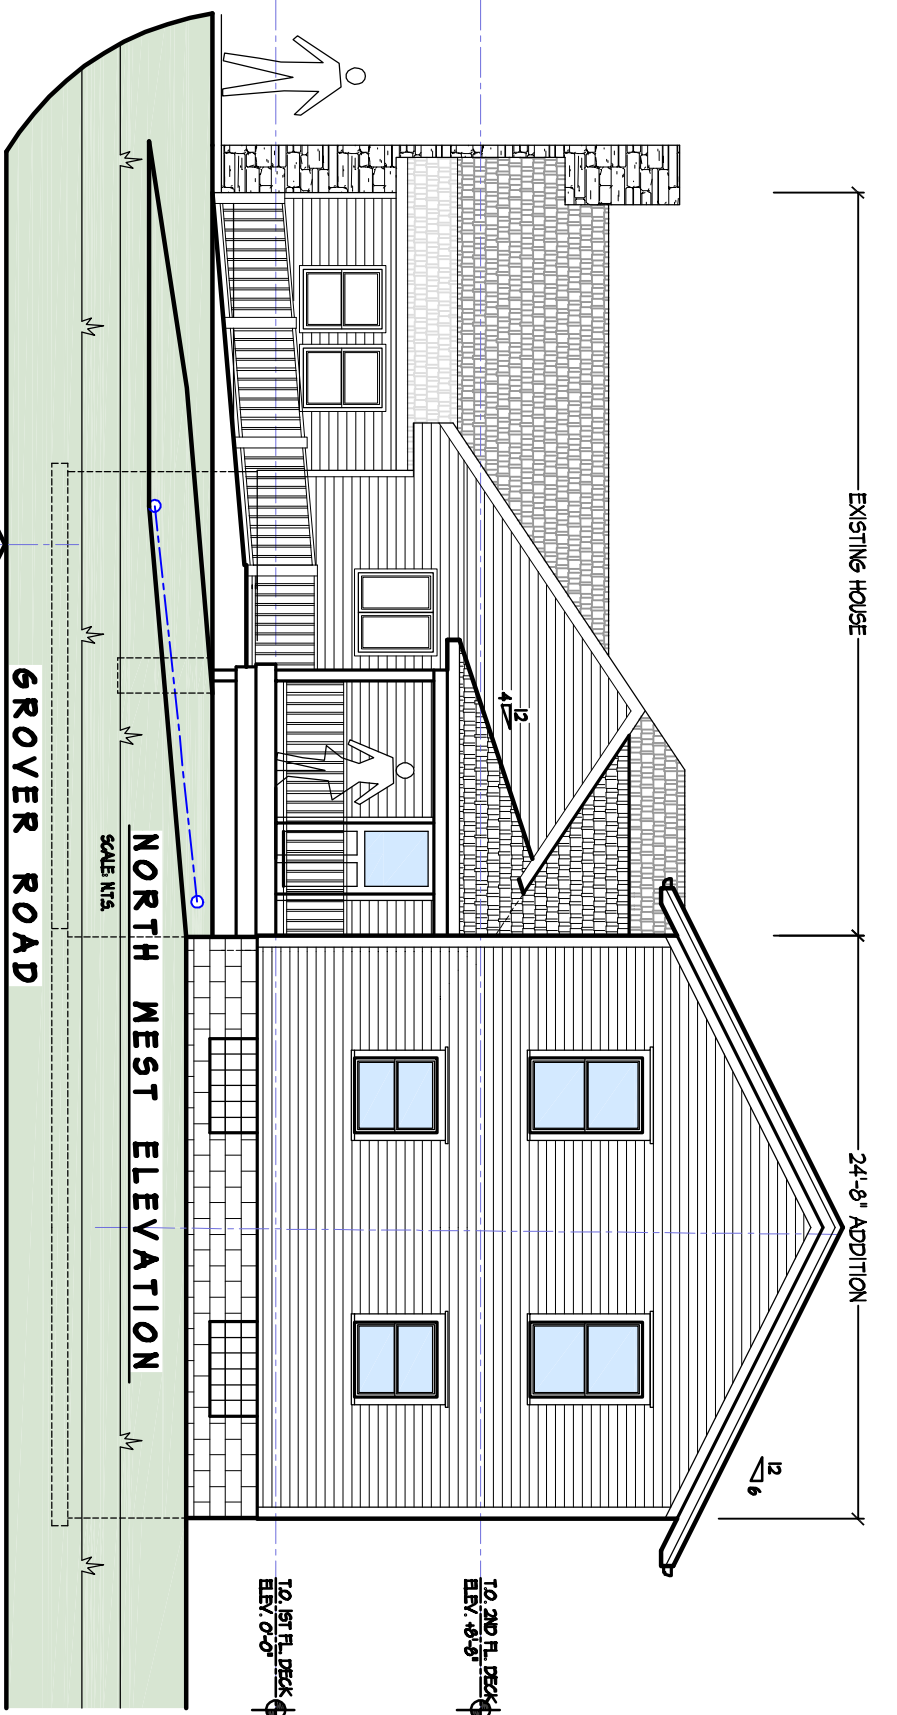 EXISTING HOUSE
24'-8" ADDITION
12
6
12
4
T.O. 2ND FL. DECK
ELEV. +8'-8"
T.O. 1ST FL. DECK
ELEV. 0'-0"
NORTH WEST ELEVATION
SCALE: N.T.S.
GROVER ROAD